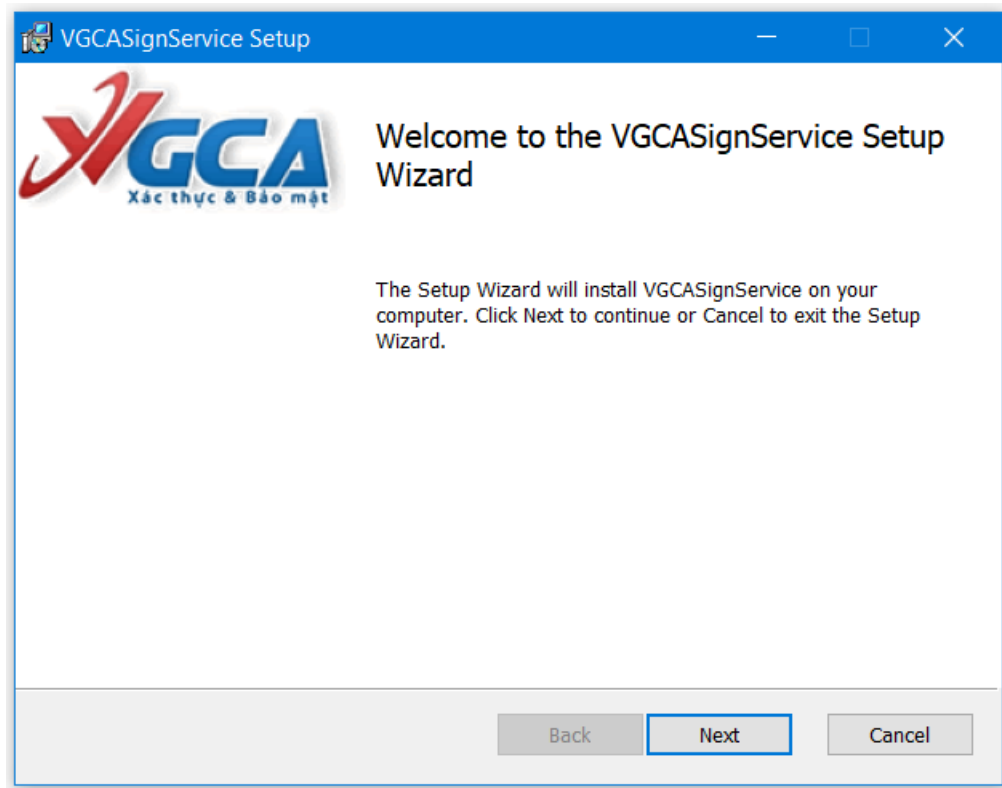 VGCASignService Setup
VGCA
Xác thực & Bảo mật
Welcome to the VGCASignService Setup
Wizard
The Setup Wizard will install VGCASignService on your
computer. Click Next to continue or Cancel to exit the Setup
Wizard.
Back Next Cancel